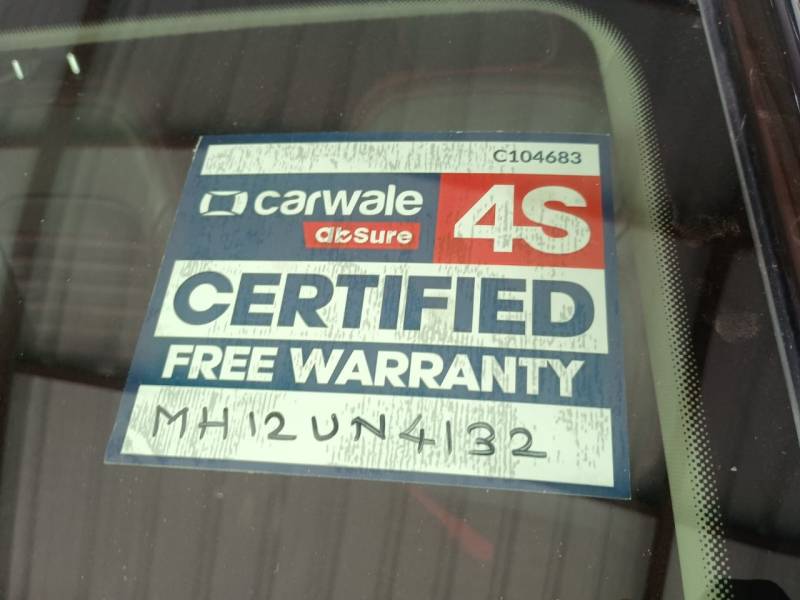 C104683
carwale 4S
abSure
CERTIFIED
FREE WARRANTY
MH12UN4132